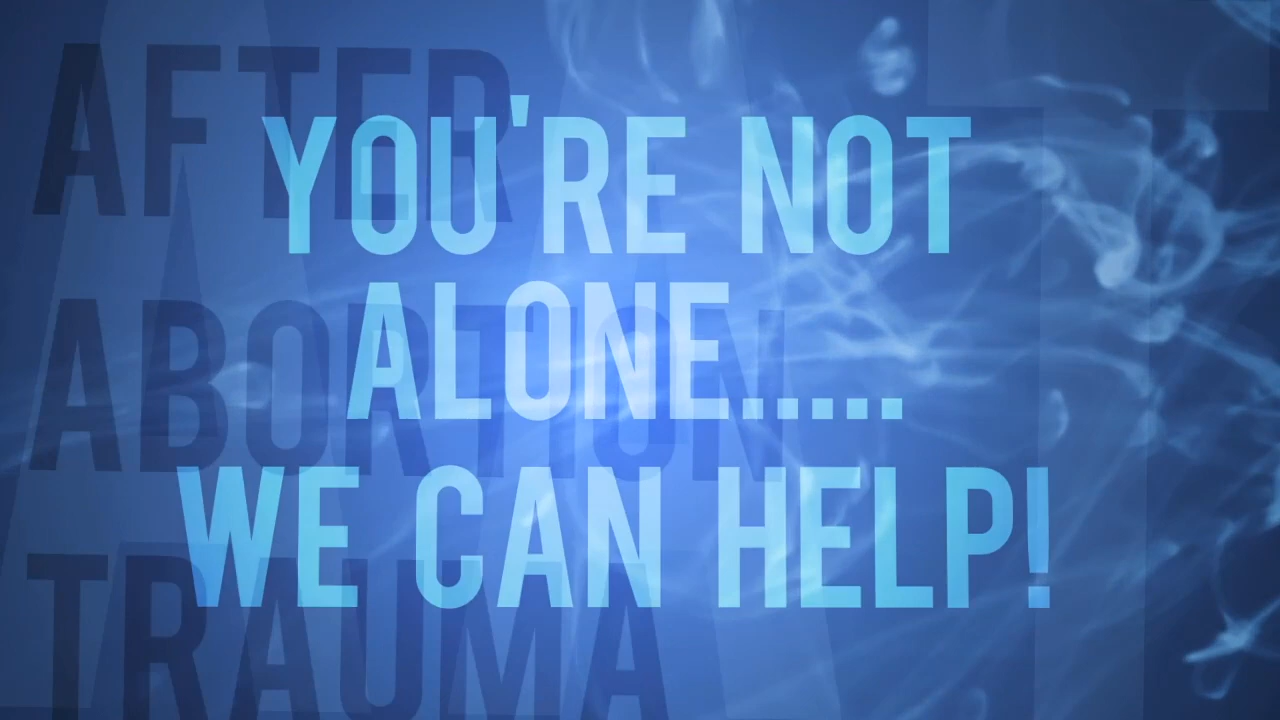 AFTER
YOU'RE NOT
ALONE.....
ABORTION
WE CAN HELP!
TRAUMA